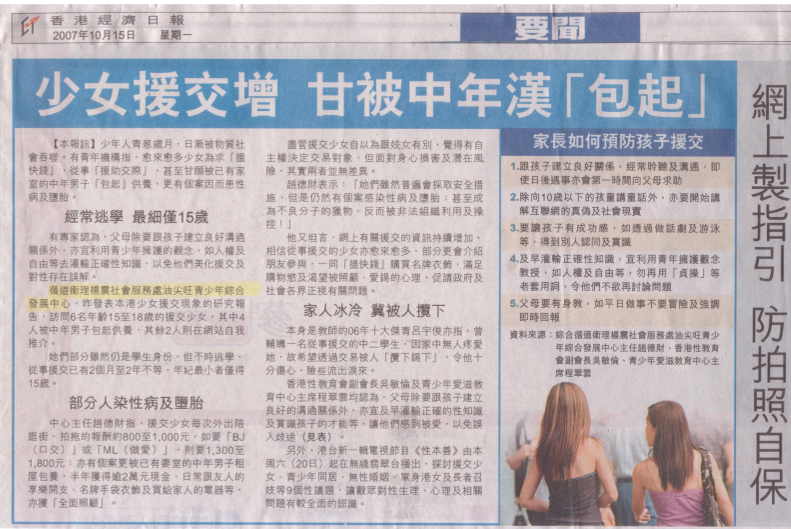 香港經濟日報
2007年10月15日 星期一
要聞
少女援交增 甘被中年漢「包起」
【本報訊】少年人青葱歲月,日漸被物質社
會吞噬。有青年機構指,愈來愈多少女為求「搵
快錢」,從事「援助交際」,甚至甘願被已有家
室的中年男子「包起」供養,更有個案因而患性
病及墮胎。
經常逃學 最細僅15歲
有專家認為,父母除要跟孩子建立良好溝通
關係外,亦宜利用青少年擁護的觀念,如人權及
自由等去灌輸正確性知識,以免他們美化援交及
對性存在誤解。
循道衞理楊震社會服務處油尖旺青少年綜合
發展中心,昨發表本港少女援交現象的研究報
告,訪問6名年齡15至18歲的援交少女,其中4
人被中年男子包起供養,其餘2人則在網站自我
推介。
她們部分雖然仍是學生身份,但不時逃學,
從事援交已有2個月至2年不等,年紀最小者僅得
15歲。
部分人染性病及墮胎
中心主任趙德財指,援交少女每次外出陪
逛街、拍拖的報酬約800至1,000元,如要「BJ
(口交)」或「ML(做愛)」,則要1,300至
1,800元;亦有個案更被已有妻室的中年男子租
屋包養,半年獲得逾2萬元現金,日常跟友人的
享樂開支、名牌手袋衣飾及買給家人的電器等,
亦獲「全面照顧」。
儘管援交少女自以為跟妓女有別,覺得有自
主權決定交易對象,但面對身心損害及潛在風
險,其實兩者並無差異。
趙德財表示:「她們雖然普遍會採取安全措
施,但是仍然有個案感染性病及墮胎;甚至成
為不良分子的獵物,反而被非法組織利用及操
控!」
他又坦言,網上有關援交的資訊持續增加,
相信從事援交的少女亦愈來愈多,部分更會介紹
朋友參與,一同「搵快錢」購買名牌衣飾,滿足
購物慾及渴望被照顧、愛錫的心理,促請政府及
社會各界正視有關問題。
家人冰冷 冀被人攬下
本身是教師的06年十大傑青呂宇俊亦指,曾
輔導一名從事援交的中二學生,因家中無人疼愛
她,故希望透過交易被人「攬下錫下」,令他十
分傷心,險些流出淚來。
香港性教育會副會長吳敏倫及青少年愛滋教
育中心主席程翠雲均認為,父母除要跟孩子建立
良好的溝通關係外,亦宜及早灌輸正確的性知識
及賞識孩子的才能等,讓他們感到被愛,以免誤
入歧途(見表)。
另外,港台新一輯電視節目《性本善》由本
周六(20日)起在無綫翡翠台播出,探討援交少
女、青少年同居、無性婚姻、單身港女及長者召
妓等9個性議題,讓觀眾對性生理、心理及相關
問題有較全面的認識。
家長如何預防孩子援交
1.跟孩子建立良好關係,經常聆聽及溝通,即
使日後遇事亦會第一時間向父母求助
2.除向10歲以下的孩童講童話外,亦要開始講
解互聯網的真偽及社會現實
3.要讓孩子有成功感,如透過做話劇及游泳
等,得到別人認同及賞識
4.及早灌輸正確性知識,宜利用青年擁護觀念
教授,如人權及自由等,勿再用「貞操」等
老套用詞,令他們不欲再討論問題
5.父母要有身教,如平日做事不要冒險及強調
即時回報
資料來源:綜合循道衞理楊震社會服務處油尖旺青少
年綜合發展中心主任趙德財、香港性教育
會副會長吳敏倫、青少年愛滋教育中心主
席程翠雲
網上製指引 防拍照自保